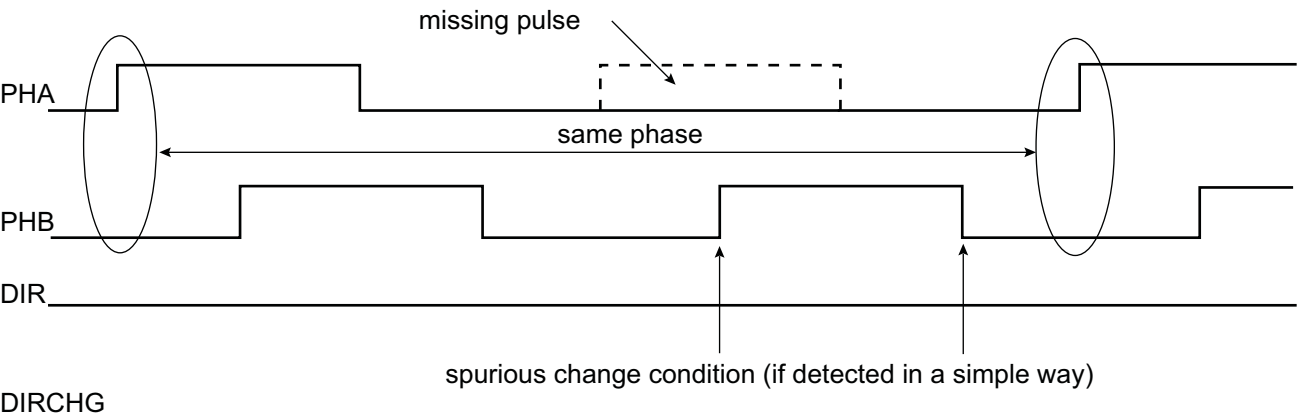 missing pulse
PHA
same phase
PHB
DIR
spurious change condition (if detected in a simple way)
DIRCHG